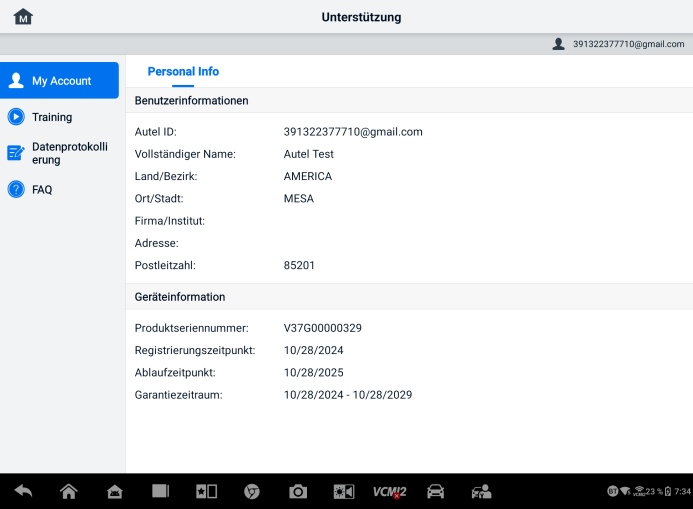 M
Unterstützung
391322377710@gmail.com
My Account
Personal Info
Benutzerinformationen
Training
Autel ID: 391322377710@gmail.com
Datenprotokolli
erung
Vollständiger Name: Autel Test
Land/Bezirk: AMERICA
FAQ
Ort/Stadt: MESA
Firma/Institut:
Adresse:
Postleitzahl: 85201
Geräteinformation
Produktseriennummer: V37G00000329
Registrierungszeitpunkt: 10/28/2024
Ablaufzeitpunkt: 10/28/2025
Garantiezeitraum: 10/28/2024 - 10/28/2029
VCMI2
BT VCMI2 23 % 7:34